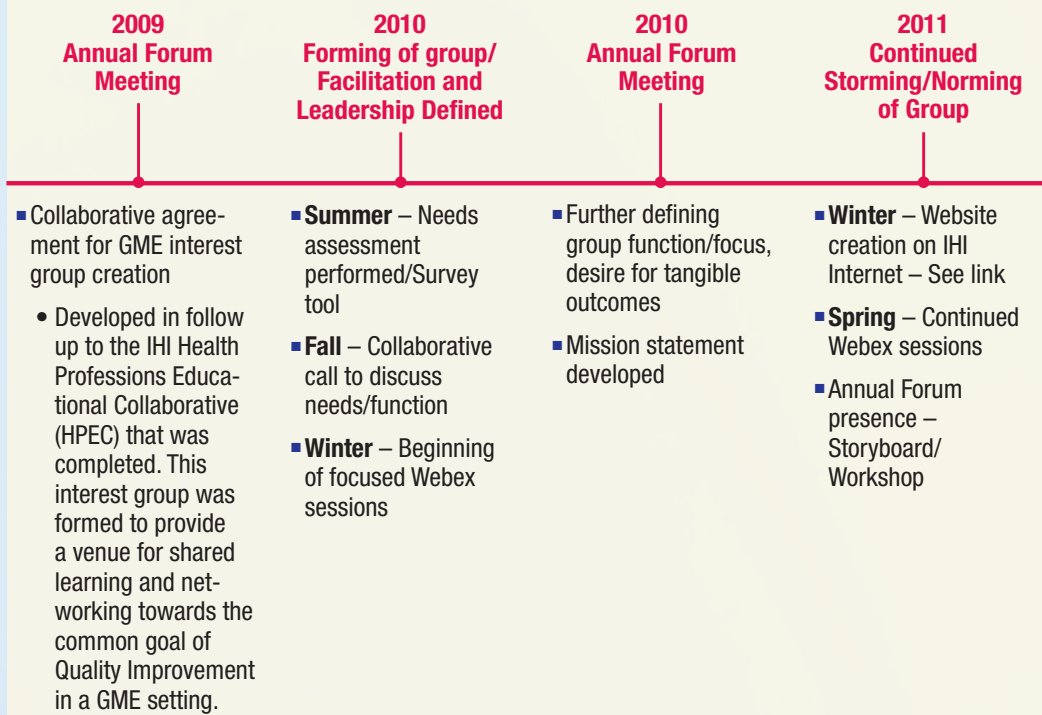 2009
Annual Forum
Meeting
■ Collaborative agree-
ment for GME interest
group creation
• Developed in follow
up to the IHI Health
Professions Educa-
tional Collaborative
(HPEC) that was
completed. This
interest group was
formed to provide
a venue for shared
learning and net-
working towards the
common goal of
Quality Improvement
in a GME setting.
2010
Forming of group/
Facilitation and
Leadership Defined
■ Summer – Needs
assessment
performed/Survey
tool
■ Fall – Collaborative
call to discuss
needs/function
■ Winter – Beginning
of focused Webex
sessions
2010
Annual Forum
Meeting
■ Further defining
group function/focus,
desire for tangible
outcomes
■ Mission statement
developed
2011
Continued
Storming/Norming
of Group
■ Winter – Website
creation on IHI
Internet – See link
■ Spring – Continued
Webex sessions
■ Annual Forum
presence –
Storyboard/
Workshop